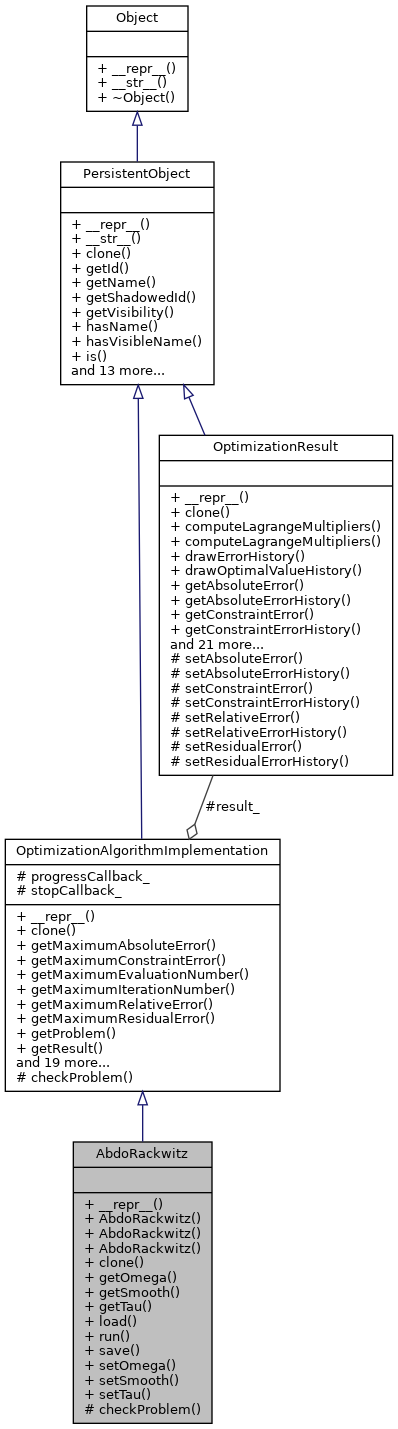 Object
+ __repr__()
+ __str__()
+ ~Object()
PersistentObject
+ __repr__()
+ __str__()
+ clone()
+ getId()
+ getName()
+ getShadowedId()
+ getVisibility()
+ hasName()
+ hasVisibleName()
+ is()
and 13 more...
OptimizationResult
+ __repr__()
+ clone()
+ computeLagrangeMultipliers()
+ computeLagrangeMultipliers()
+ drawErrorHistory()
+ drawOptimalValueHistory()
+ getAbsoluteError()
+ getAbsoluteErrorHistory()
+ getConstraintError()
+ getConstraintErrorHistory()
and 21 more...
# setAbsoluteError()
# setAbsoluteErrorHistory()
# setConstraintError()
# setConstraintErrorHistory()
# setRelativeError()
# setRelativeErrorHistory()
# setResidualError()
# setResidualErrorHistory()
#result_
OptimizationAlgorithmImplementation
# progressCallback_
# stopCallback_
+ __repr__()
+ clone()
+ getMaximumAbsoluteError()
+ getMaximumConstraintError()
+ getMaximumEvaluationNumber()
+ getMaximumIterationNumber()
+ getMaximumRelativeError()
+ getMaximumResidualError()
+ getProblem()
+ getResult()
and 19 more...
# checkProblem()
AbdoRackwitz
+ __repr__()
+ AbdoRackwitz()
+ AbdoRackwitz()
+ AbdoRackwitz()
+ clone()
+ getOmega()
+ getSmooth()
+ getTau()
+ load()
+ run()
+ save()
+ setOmega()
+ setSmooth()
+ setTau()
# checkProblem()